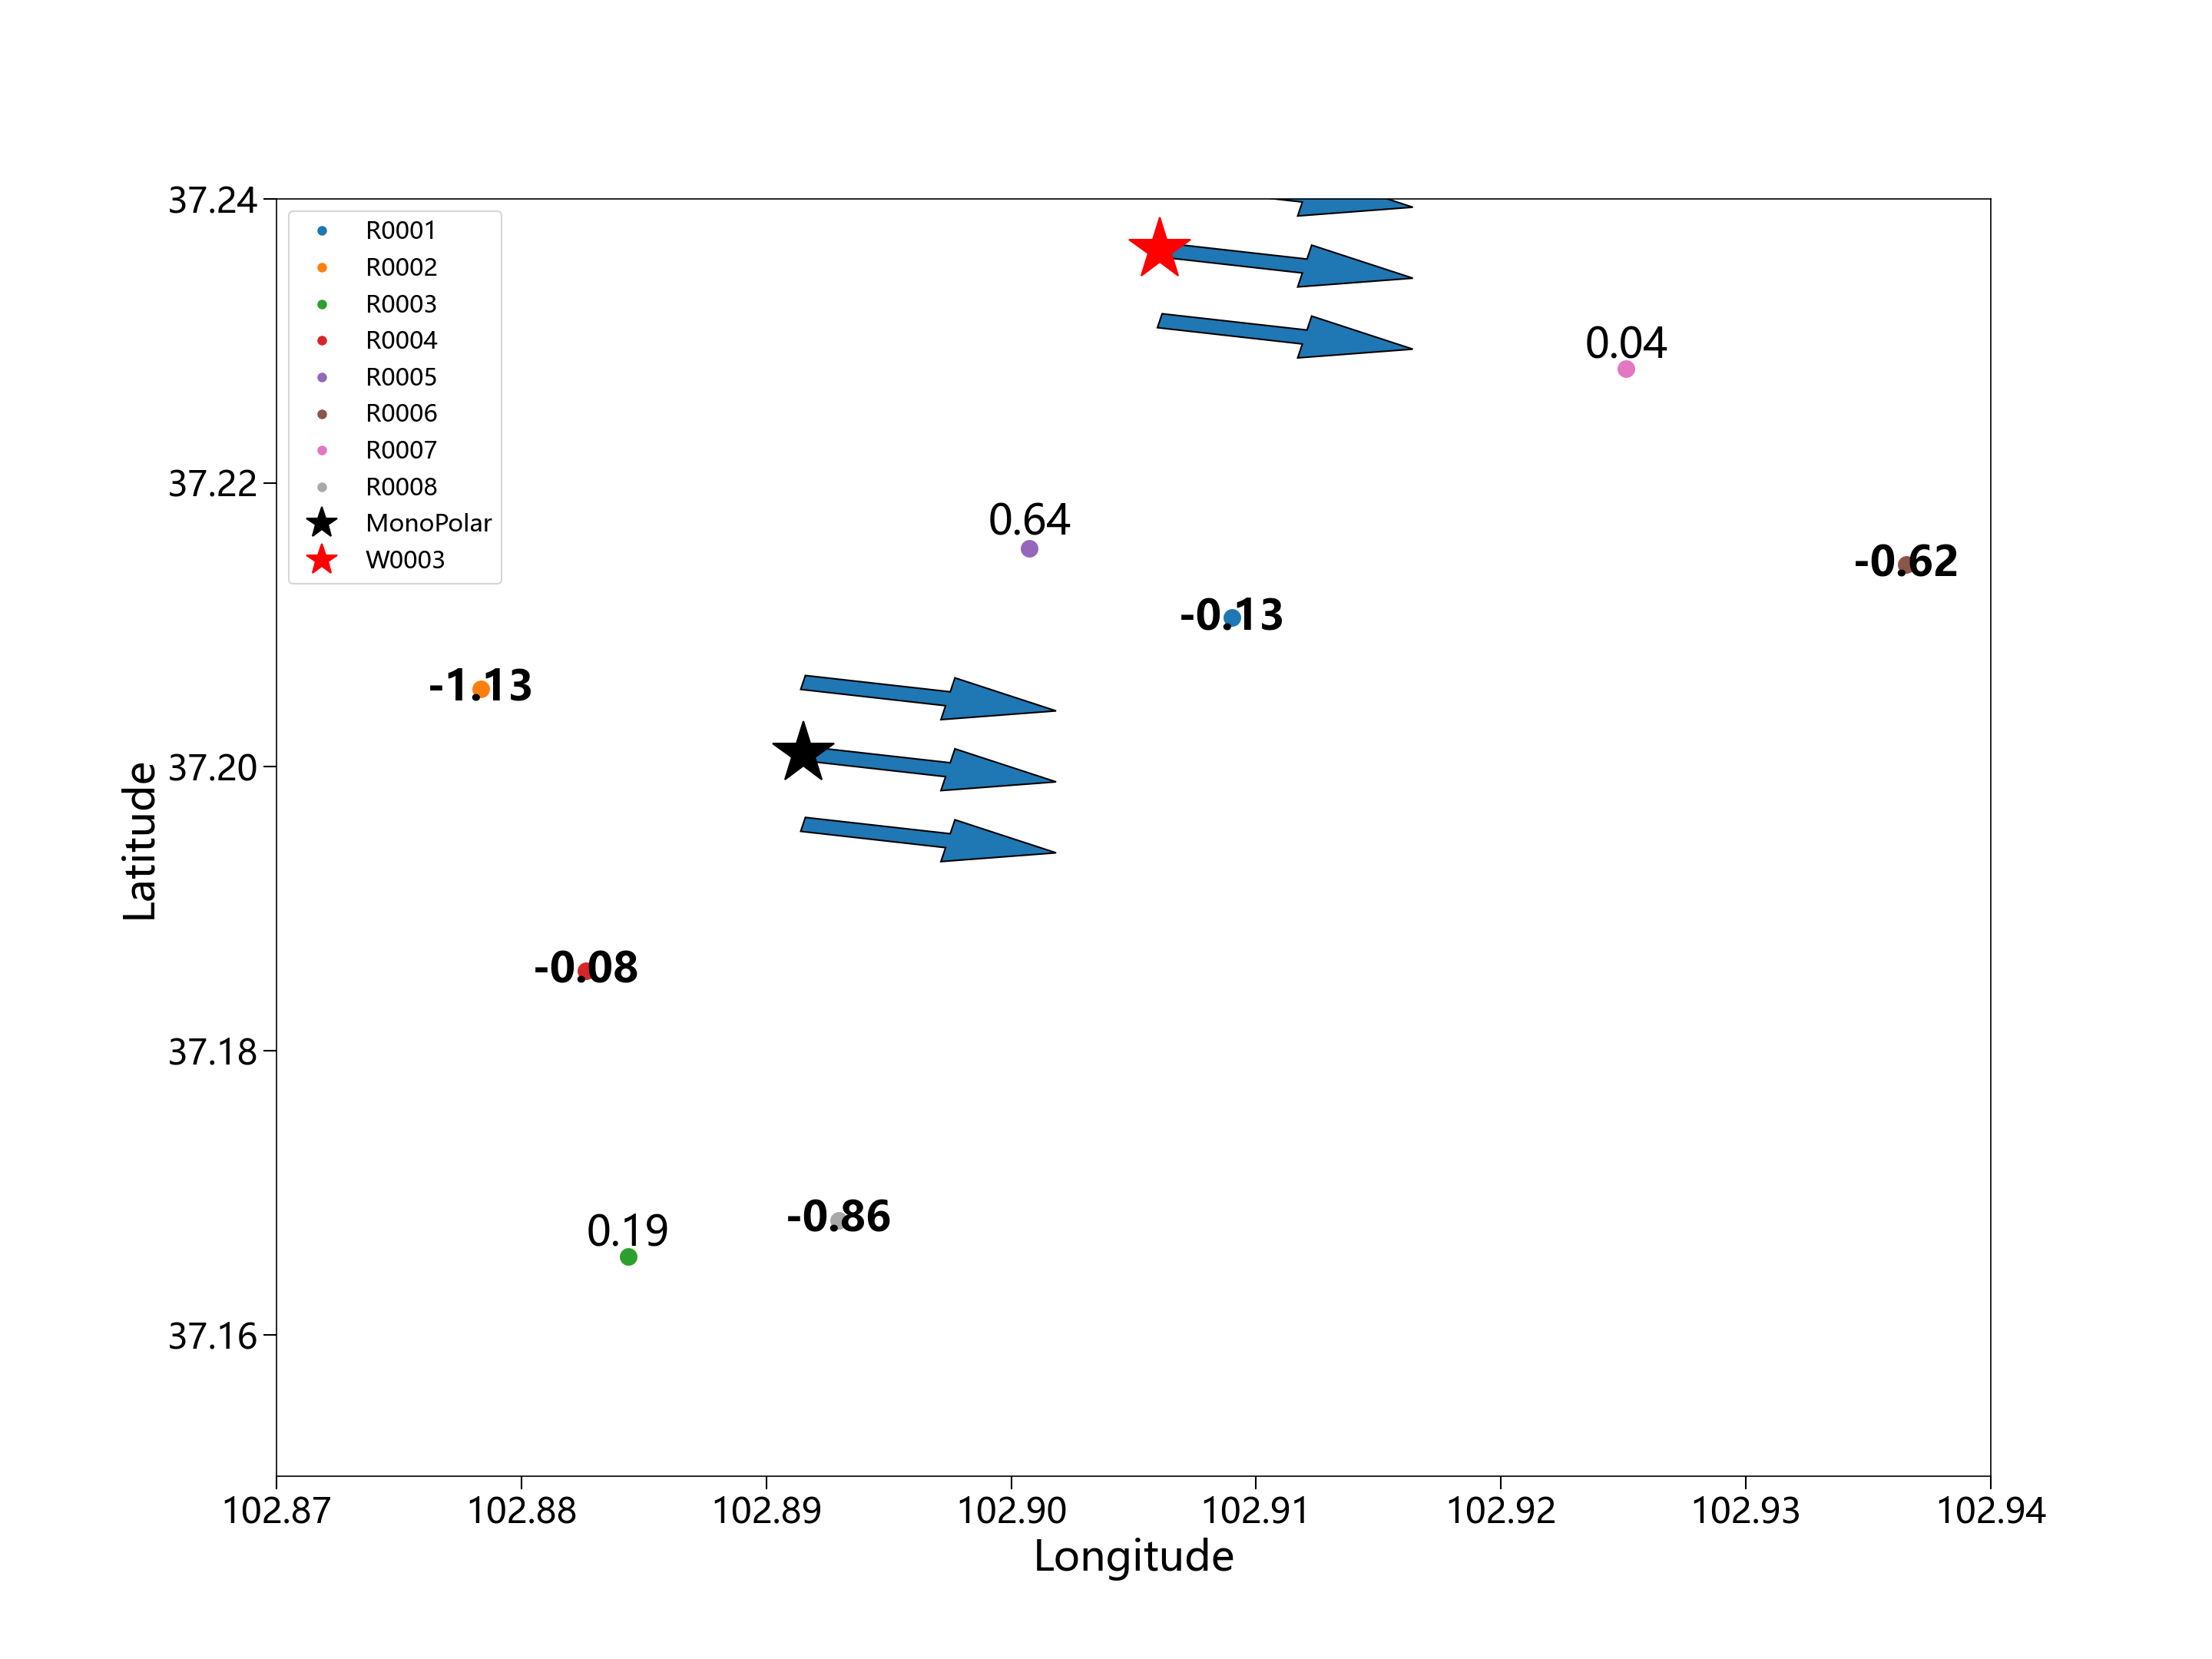 37.24
R0001
R0002
R0003
R0004
R0005
R0006
R0007
R0008
MonoPolar
W0003
0.04
37.22
0.64
-0.62
-0.13
-1.13
37.20
Latitude
-0.08
37.18
-0.86
0.19
37.16
102.87 102.88 102.89 102.90 102.91 102.92 102.93 102.94
Longitude